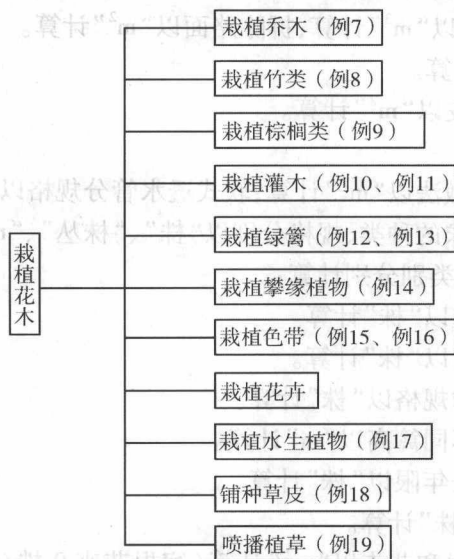 栽植花木
栽植乔木（例7）
栽植竹类（例8）
栽植棕榈类（例9）
栽植灌木（例10、例11）
栽植绿篱（例12、例13）
栽植攀缘植物（例14）
栽植色带（例15、例16）
栽植花卉
栽植水生植物（例17）
铺种草皮（例18）
喷播植草（例19）